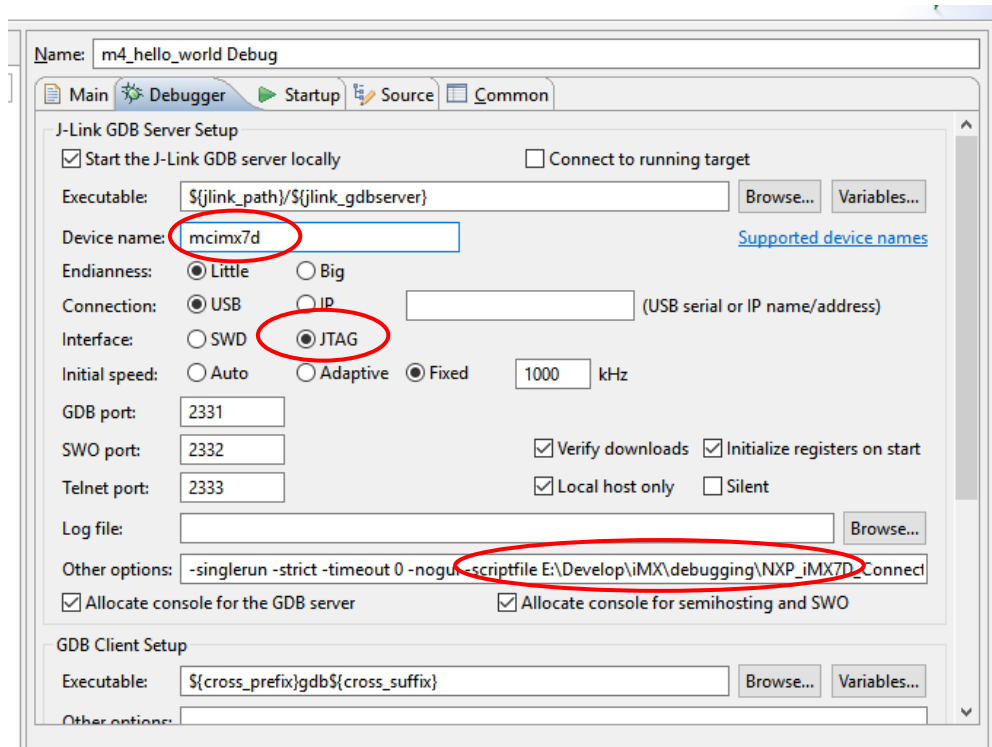 Name: m4_hello_world Debug
Main Debugger Startup Source Common
J-Link GDB Server Setup
Start the J-Link GDB server locally Connect to running target
Executable: ${jlink_path}/${jlink_gdbserver} Browse... Variables...
Device name: mcimx7d Supported device names
Endianness: Little Big
Connection: USB IP (USB serial or IP name/address)
Interface: SWD JTAG
Initial speed: Auto Adaptive Fixed 1000 kHz
GDB port: 2331
SWO port: 2332 Verify downloads Initialize registers on start
Telnet port: 2333 Local host only Silent
Log file: Browse...
Other options: -singlerun -strict -timeout 0 -nogui -scriptfile E:\Develop\iMX\debugging\NXP_iMX7D_Connect
Allocate console for the GDB server Allocate console for semihosting and SWO
GDB Client Setup
Executable: ${cross_prefix}gdb${cross_suffix} Browse... Variables...
Other options: